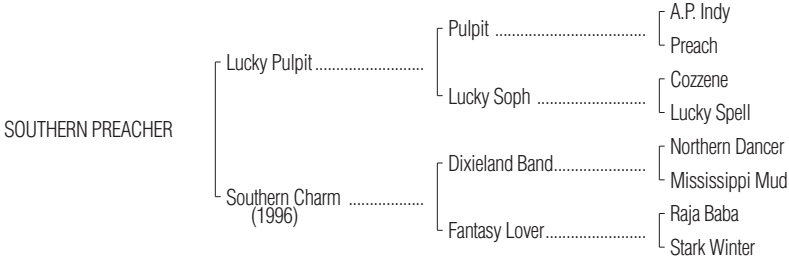 A.P. Indy
Pulpit ....................................
Preach
Lucky Pulpit ..........................
Cozzene
Lucky Soph ..........................
Lucky Spell
SOUTHERN PREACHER
Northern Dancer
Dixieland Band......................
Mississippi Mud
Southern Charm ..................
(1996)
Raja Baba
Fantasy Lover........................
Stark Winter